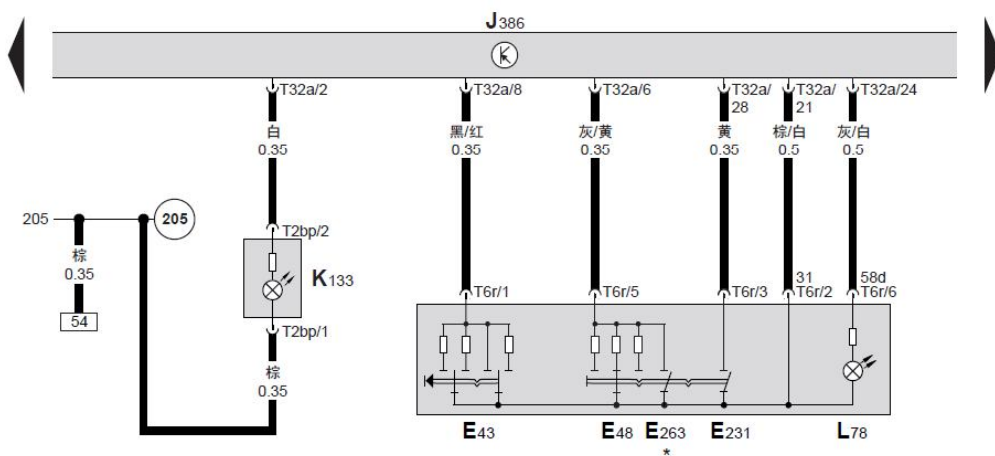 J386
T32a/2
T32a/8
T32a/6
T32a/
28
T32a/
21
T32a/24
白
0.35
黑/红
0.35
灰/黄
0.35
黄
0.35
棕/白
0.5
灰/白
0.5
205
205
T2bp/2
棕
0.35
K133
54
T2bp/1
棕
0.35
31
58d
T6r/1
T6r/5
T6r/3
T6r/2
T6r/6
E43
E48
E263
*
E231
L78